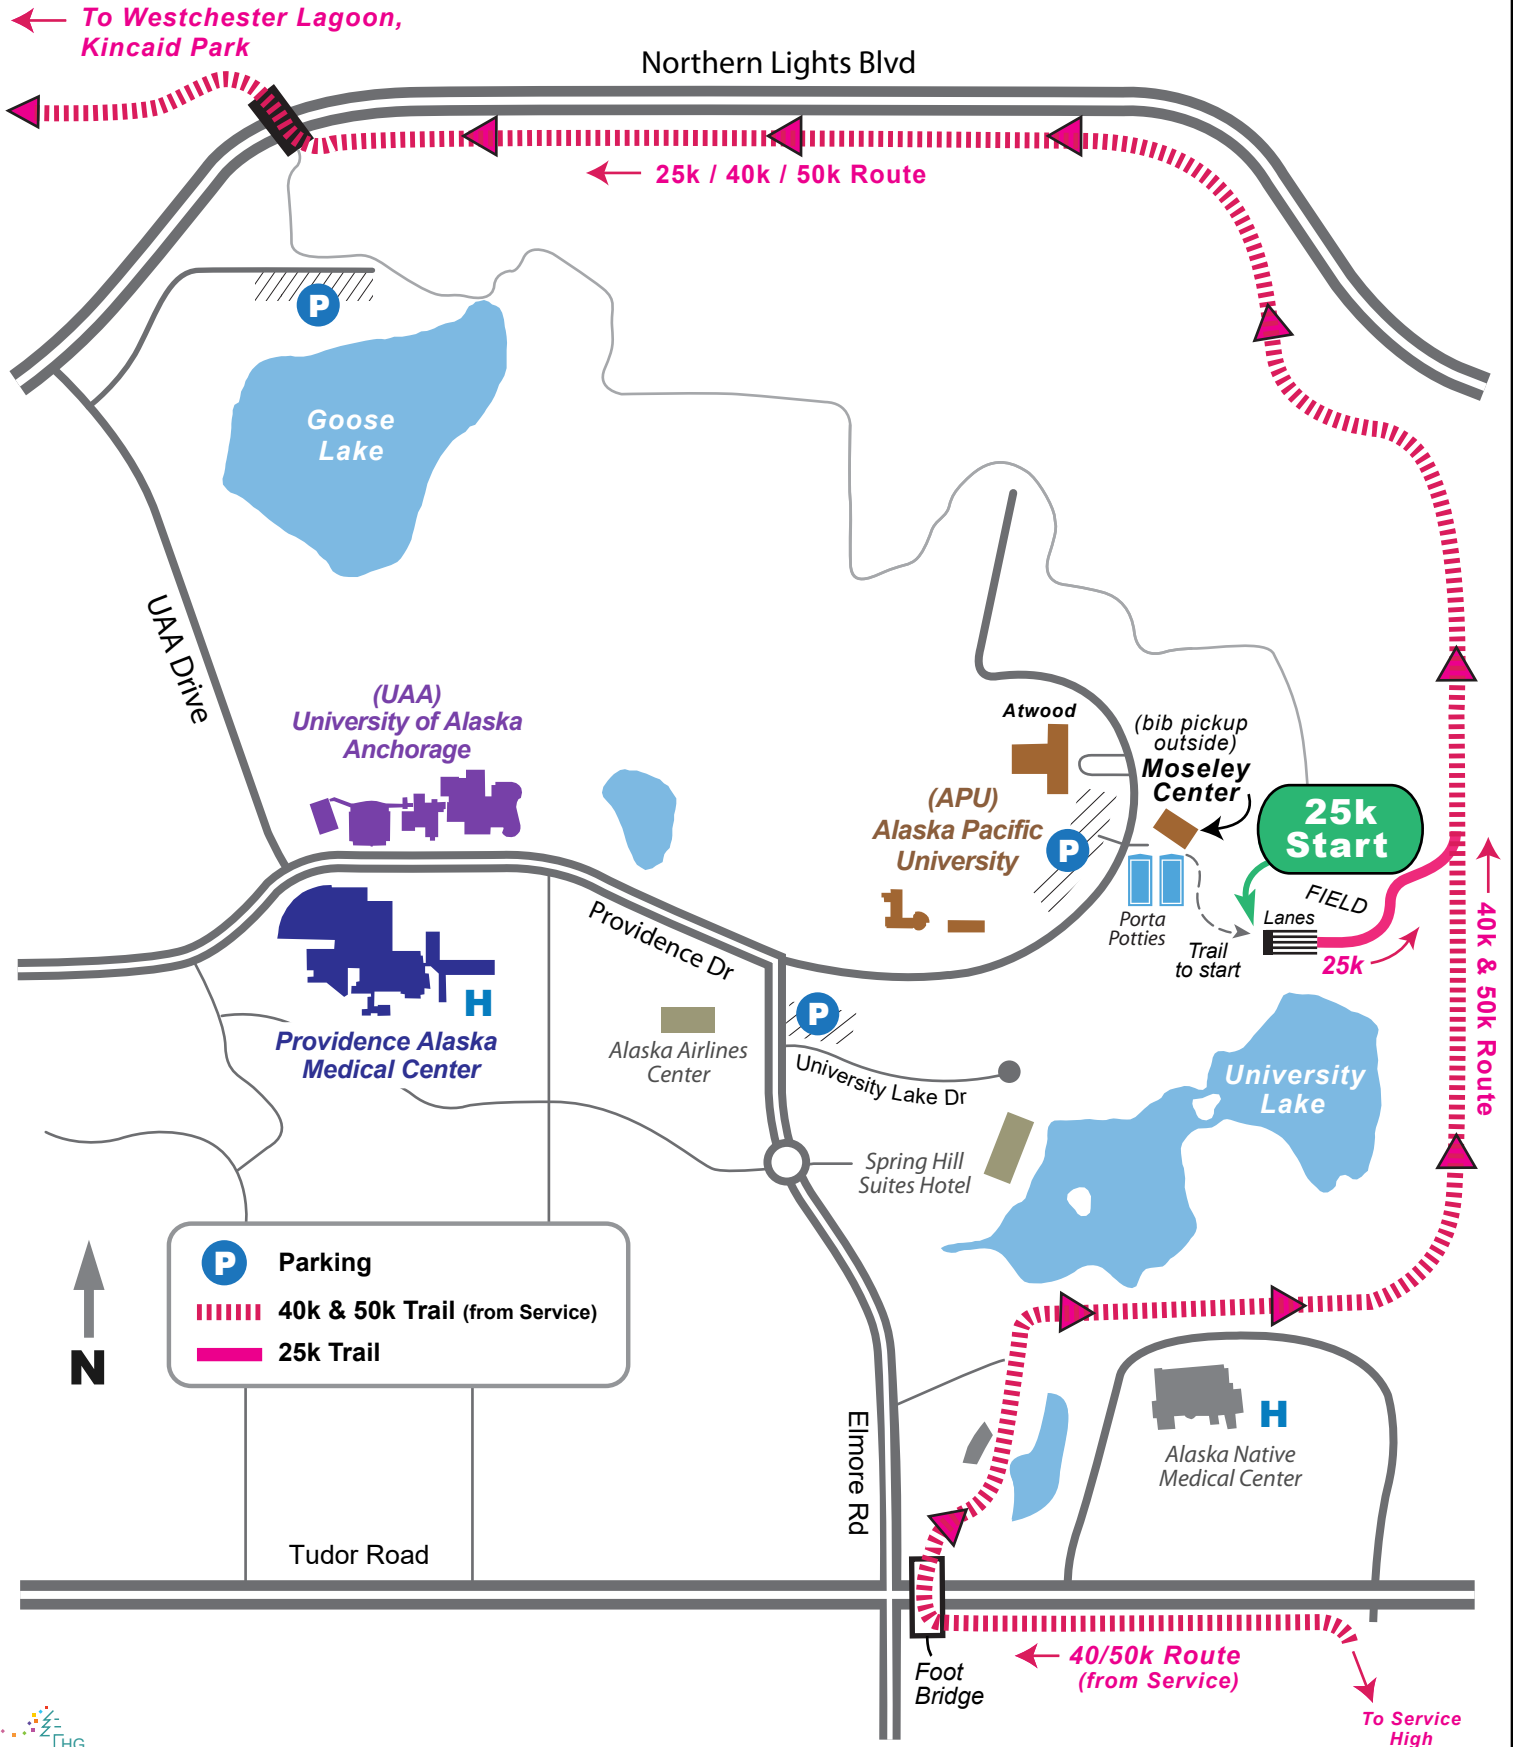 To Westchester Lagoon,
Kincaid Park
Northern Lights Blvd
25k / 40k / 50k Route
P
Goose
Lake
UAA Drive
(UAA)
University of Alaska
Anchorage
Atwood
(bib pickup
outside)
Moseley
Center
(APU)
Alaska Pacific
University
P
25k
Start
FIELD
Lanes
25k
Porta
Potties
Trail
to start
40k & 50k Route
Providence Dr
H
Providence Alaska
Medical Center
Alaska Airlines
Center
P
University Lake Dr
University
Lake
Spring Hill
Suites Hotel
P Parking
40k & 50k Trail (from Service)
25k Trail
N
Elmore Rd
H
Alaska Native
Medical Center
Tudor Road
Foot
Bridge
40/50k Route
(from Service)
To Service
High
HG